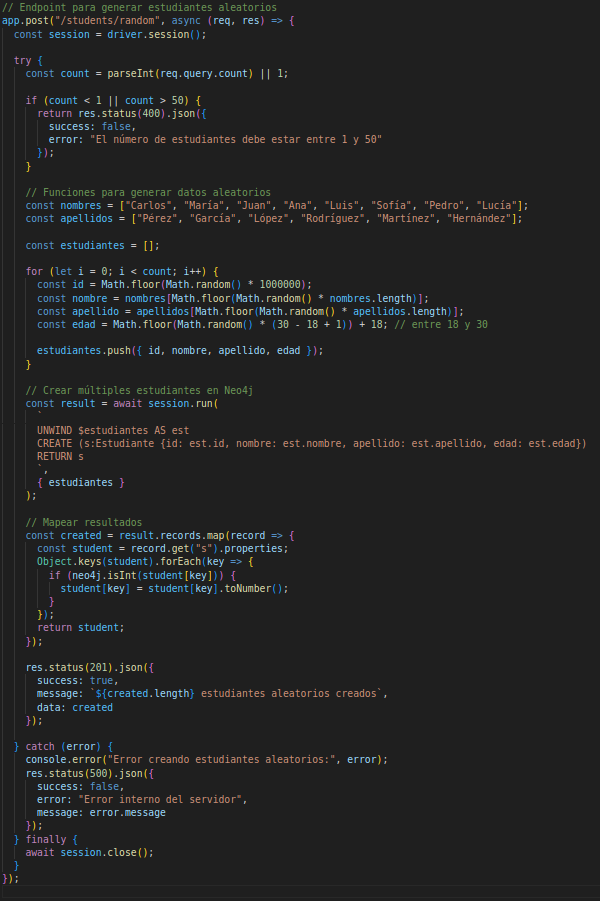 // Endpoint para generar estudiantes aleatorios
app.post("/students/random", async (req, res) => {
  const session = driver.session();

  try {
    const count = parseInt(req.query.count) || 1;

    if (count < 1 || count > 50) {
      return res.status(400).json({
        success: false,
        error: "El número de estudiantes debe estar entre 1 y 50"
      });
    }

    // Funciones para generar datos aleatorios
    const nombres = ["Carlos", "María", "Juan", "Ana", "Luis", "Sofía", "Pedro", "Lucía"];
    const apellidos = ["Pérez", "García", "López", "Rodríguez", "Martínez", "Hernández"];

    const estudiantes = [];

    for (let i = 0; i < count; i++) {
      const id = Math.floor(Math.random() * 1000000);
      const nombre = nombres[Math.floor(Math.random() * nombres.length)];
      const apellido = apellidos[Math.floor(Math.random() * apellidos.length)];
      const edad = Math.floor(Math.random() * (30 - 18 + 1)) + 18; // entre 18 y 30

      estudiantes.push({ id, nombre, apellido, edad });
    }

    // Crear múltiples estudiantes en Neo4j
    const result = await session.run(
      `
      UNWIND $estudiantes AS est
      CREATE (s:Estudiante {id: est.id, nombre: est.nombre, apellido: est.apellido, edad: est.edad})
      RETURN s
      `,
      { estudiantes }
    );

    // Mapear resultados
    const created = result.records.map(record => {
      const student = record.get("s").properties;
      Object.keys(student).forEach(key => {
        if (neo4j.isInt(student[key])) {
          student[key] = student[key].toNumber();
        }
      });
      return student;
    });

    res.status(201).json({
      success: true,
      message: `${created.length} estudiantes aleatorios creados`,
      data: created
    });

  } catch (error) {
    console.error("Error creando estudiantes aleatorios:", error);
    res.status(500).json({
      success: false,
      error: "Error interno del servidor",
      message: error.message
    });
  } finally {
    await session.close();
  }
});